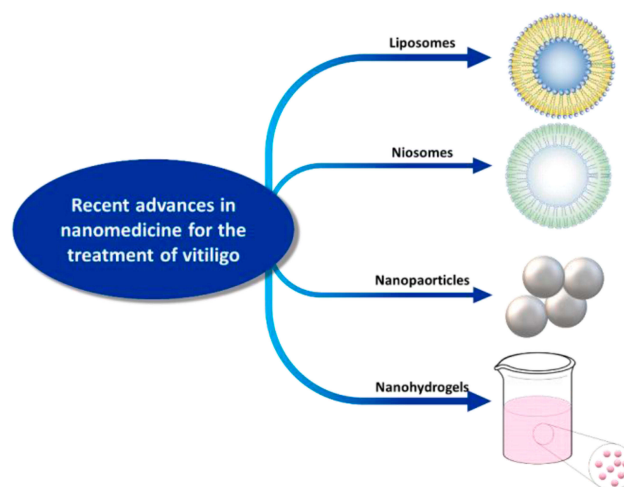 Liposomes
Niosomes
Recent advances in
nanomedicine for the
treatment of vitiligo
Nanopaorticles
Nanohydrogels